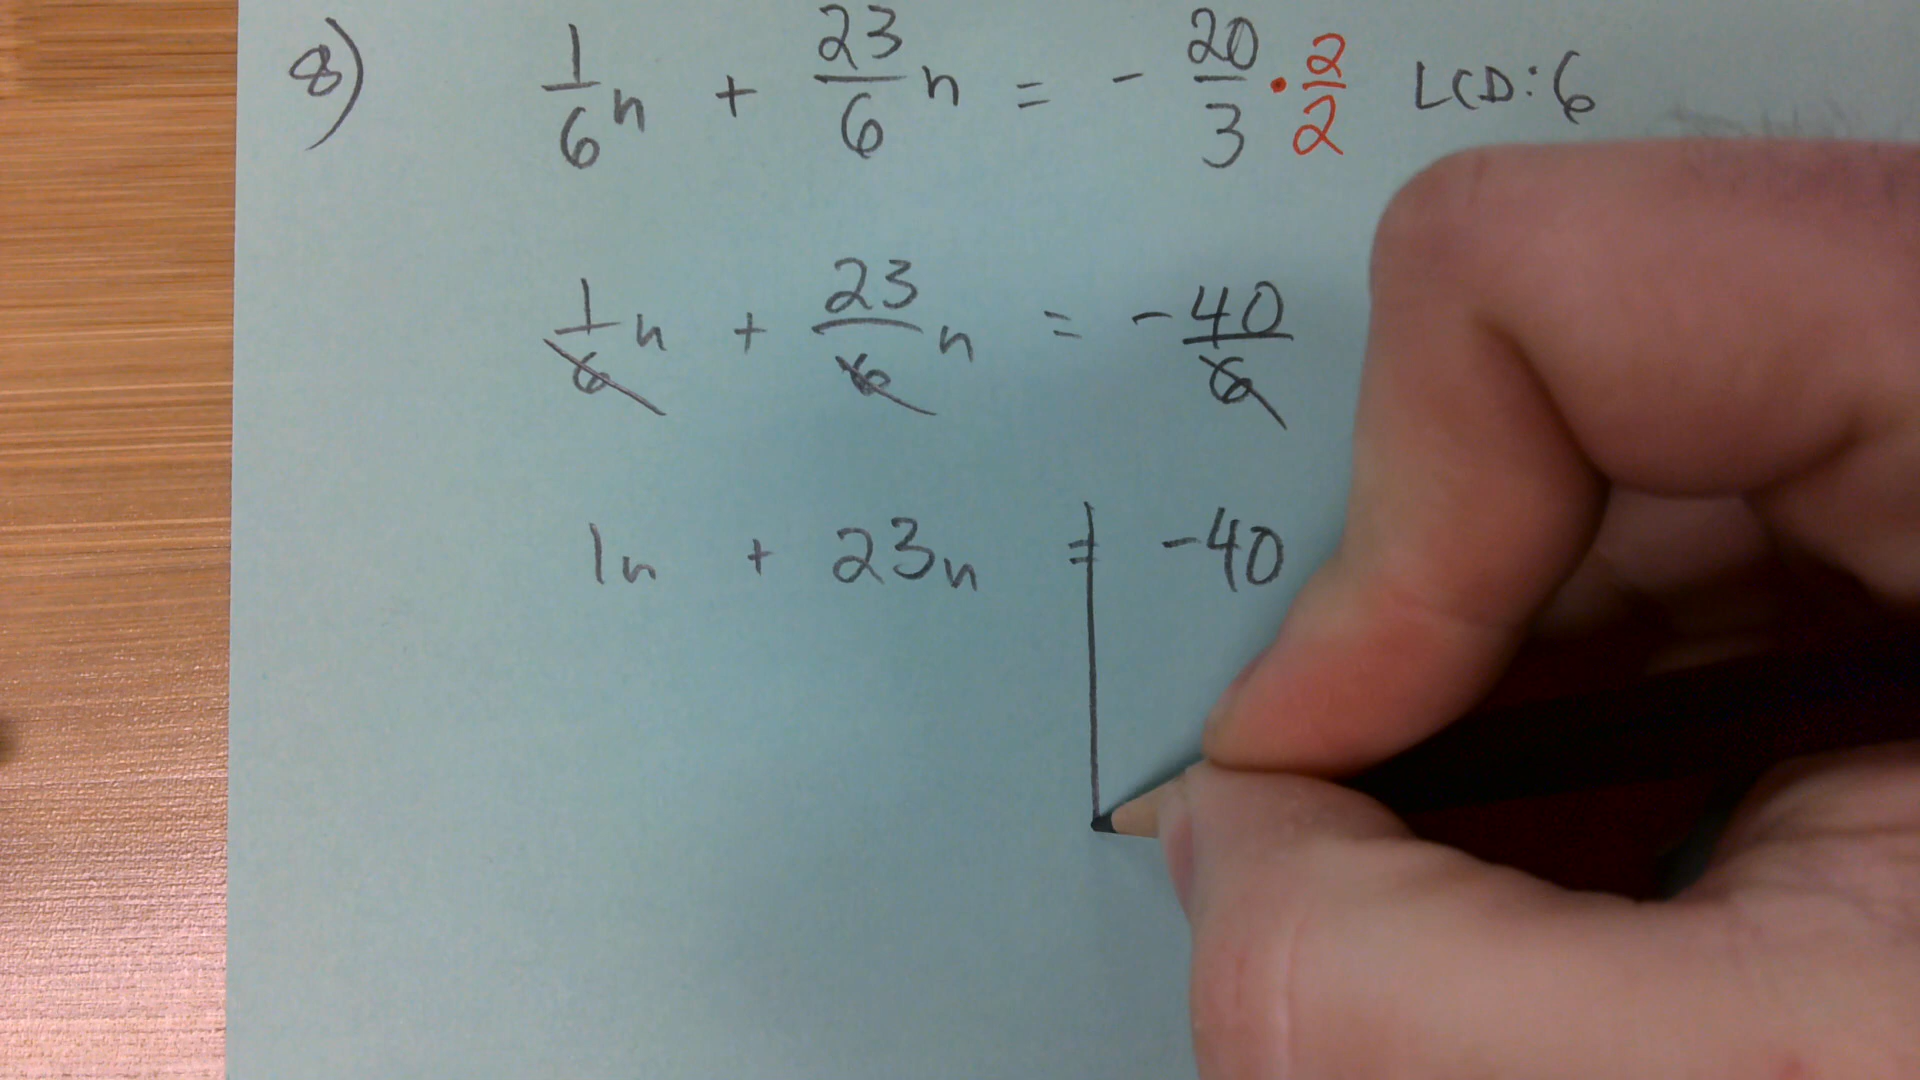 8) 1/6 n + 23/6 n = - 20/3 · 2/2 LCD: 6
1/6 n + 23/6 n = - 40/6
1n + 23n = -40